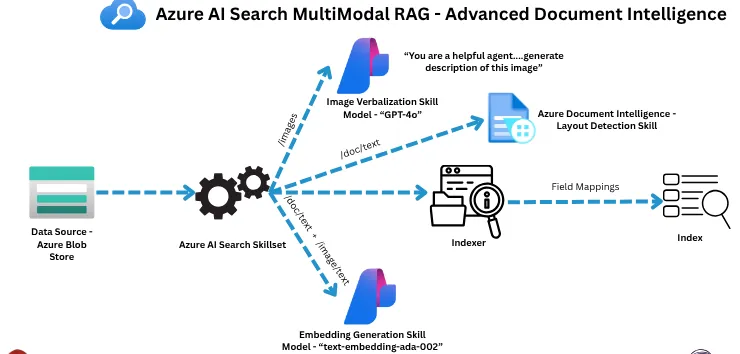 Azure AI Search MultiModal RAG - Advanced Document Intelligence
“You are a helpful agent....generate
description of this image”
Image Verbalization Skill
Model - “GPT-4o”
/images
Azure Document Intelligence -
Layout Detection Skill
/doc/text
Data Source -
Azure Blob
Store
Azure AI Search Skillset
Indexer
Field Mappings
Index
/doc/text + /image/text
Embedding Generation Skill
Model - “text-embedding-ada-002”